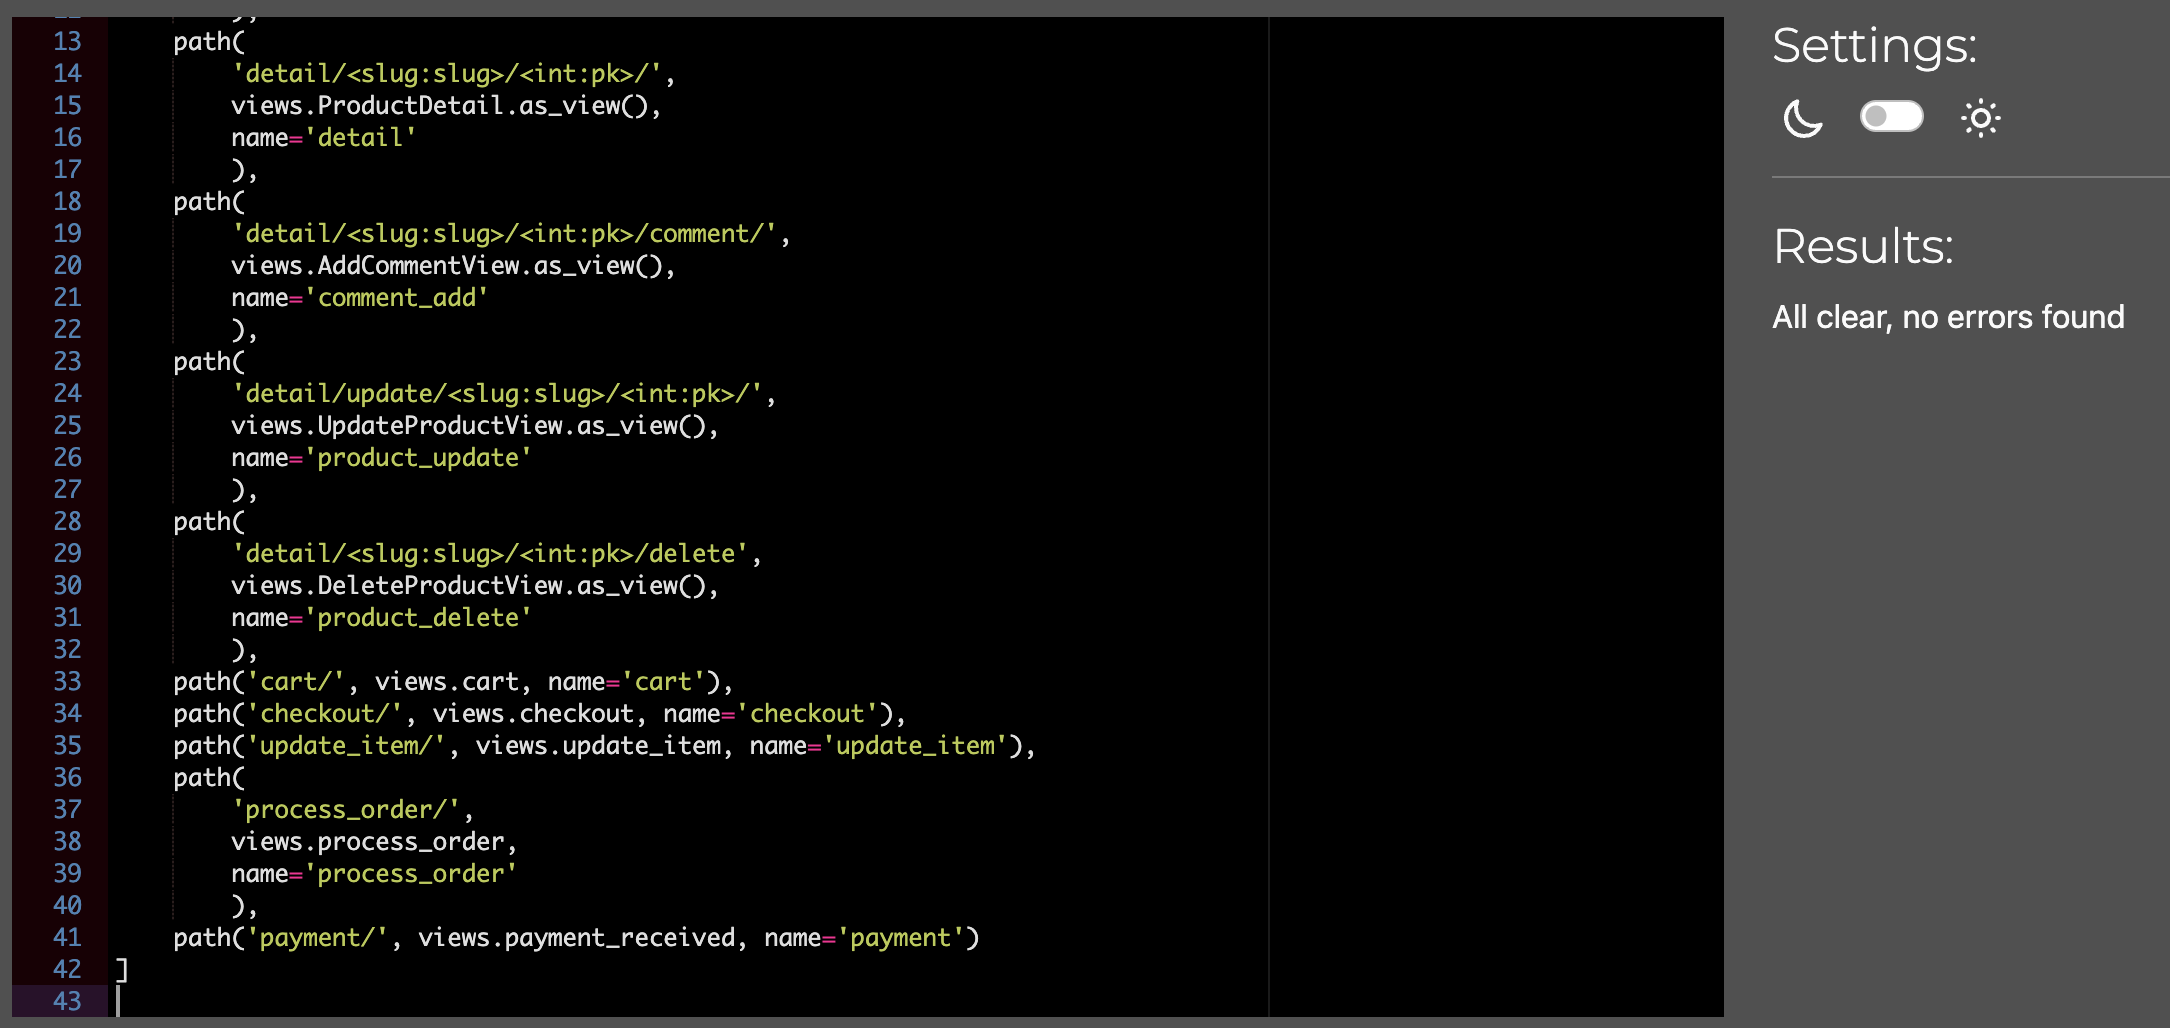 13 path(
14 'detail/<slug:slug>/<int:pk>/',
15 views.ProductDetail.as_view(),
16 name='detail'
17 ),
18 path(
19 'detail/<slug:slug>/<int:pk>/comment/',
20 views.AddCommentView.as_view(),
21 name='comment_add'
22 ),
23 path(
24 'detail/update/<slug:slug>/<int:pk>/',
25 views.UpdateProductView.as_view(),
26 name='product_update'
27 ),
28 path(
29 'detail/<slug:slug>/<int:pk>/delete',
30 views.DeleteProductView.as_view(),
31 name='product_delete'
32 ),
33 path('cart/', views.cart, name='cart'),
34 path('checkout/', views.checkout, name='checkout'),
35 path('update_item/', views.update_item, name='update_item'),
36 path(
37 'process_order/',
38 views.process_order,
39 name='process_order'
40 ),
41 path('payment/', views.payment_received, name='payment')
42 ]
43
Settings:
Results:
All clear, no errors found